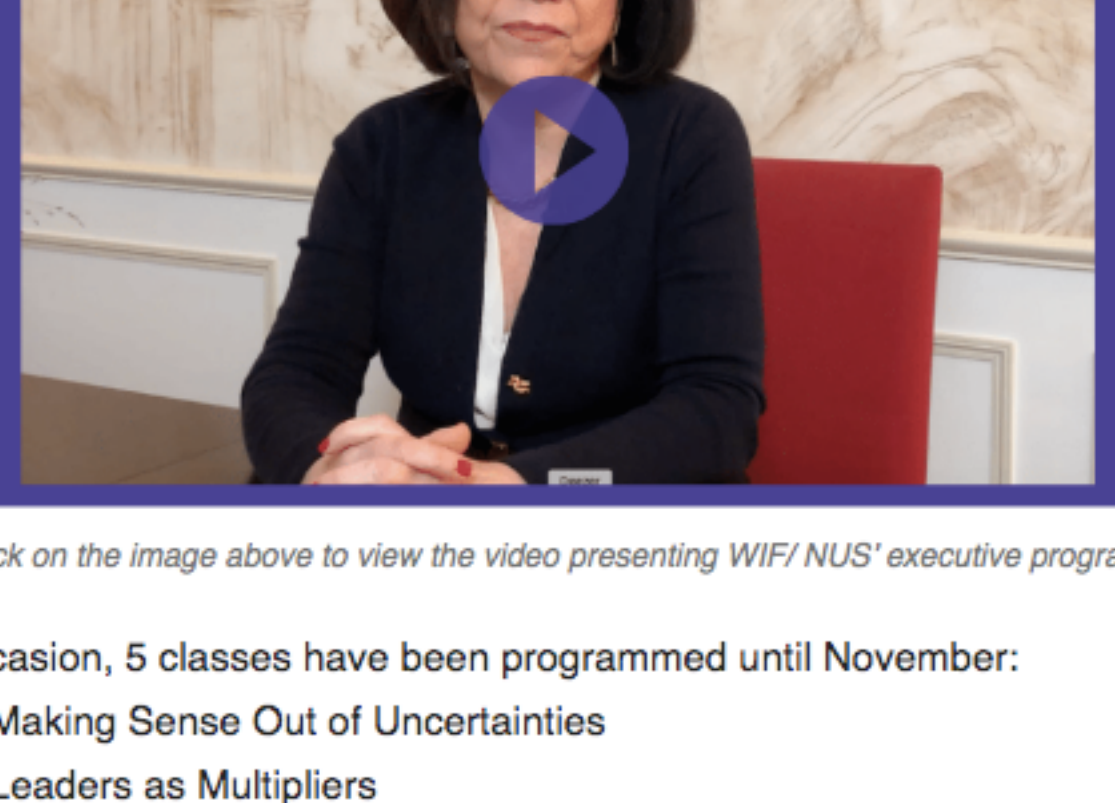 ck on the image above to view the video presenting WIF/ NUS' executive progra
casion, 5 classes have been programmed until November:
Making Sense Out of Uncertainties
Leaders as Multipliers